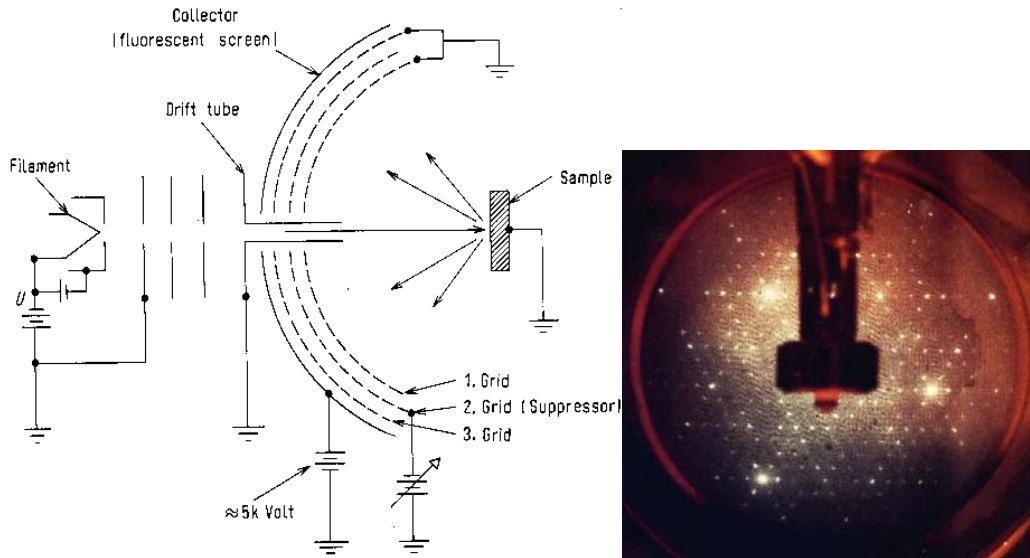 Collector
(fluorescent screen)
Drift tube
Filament
Sample
U
1. Grid
2. Grid (Suppressor)
3. Grid
≈5k Volt